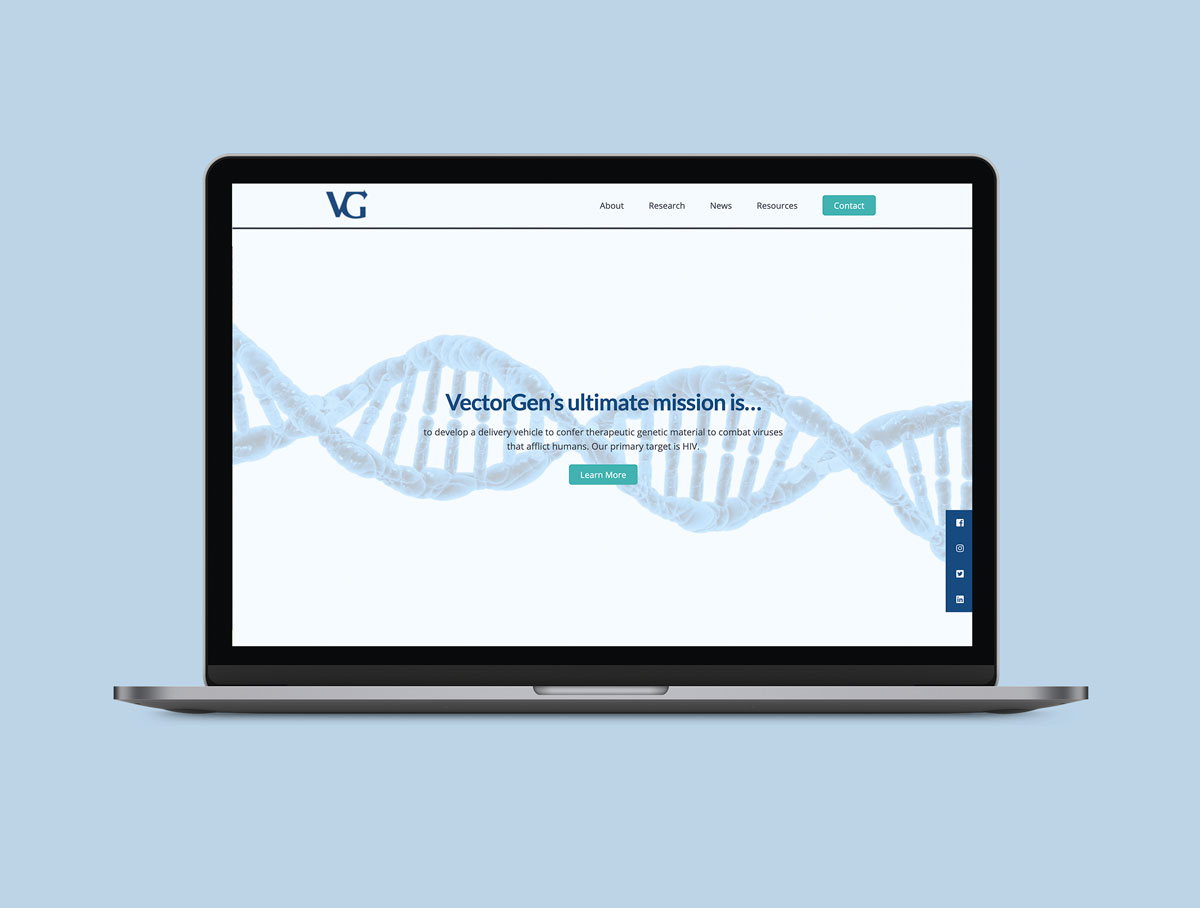 VG
About
Research
News
Resources
Contact
VectorGen’s ultimate mission is...
to develop a delivery vehicle to confer therapeutic genetic material to combat viruses
that afflict humans. Our primary target is HIV.
Learn More